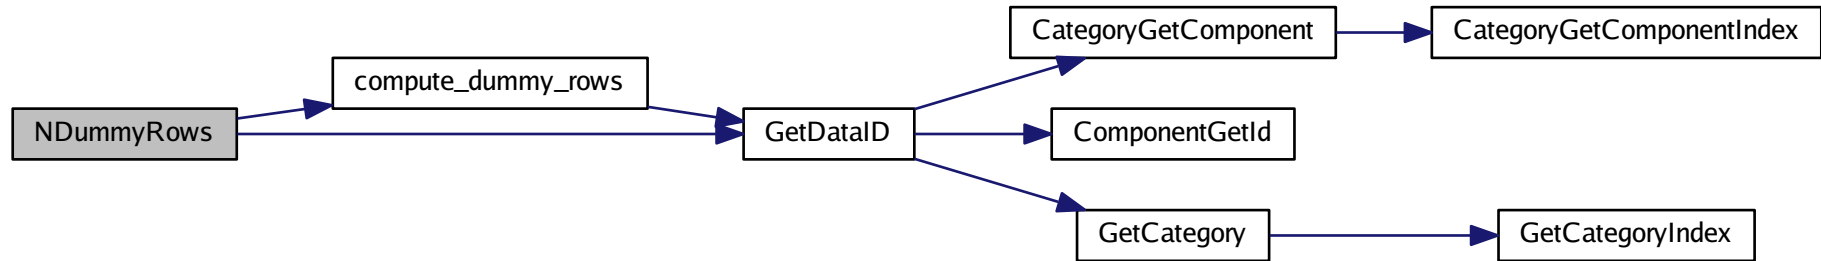 NDummyRows
compute_dummy_rows
GetDataID
CategoryGetComponent
CategoryGetComponentIndex
ComponentGetId
GetCategory
GetCategoryIndex